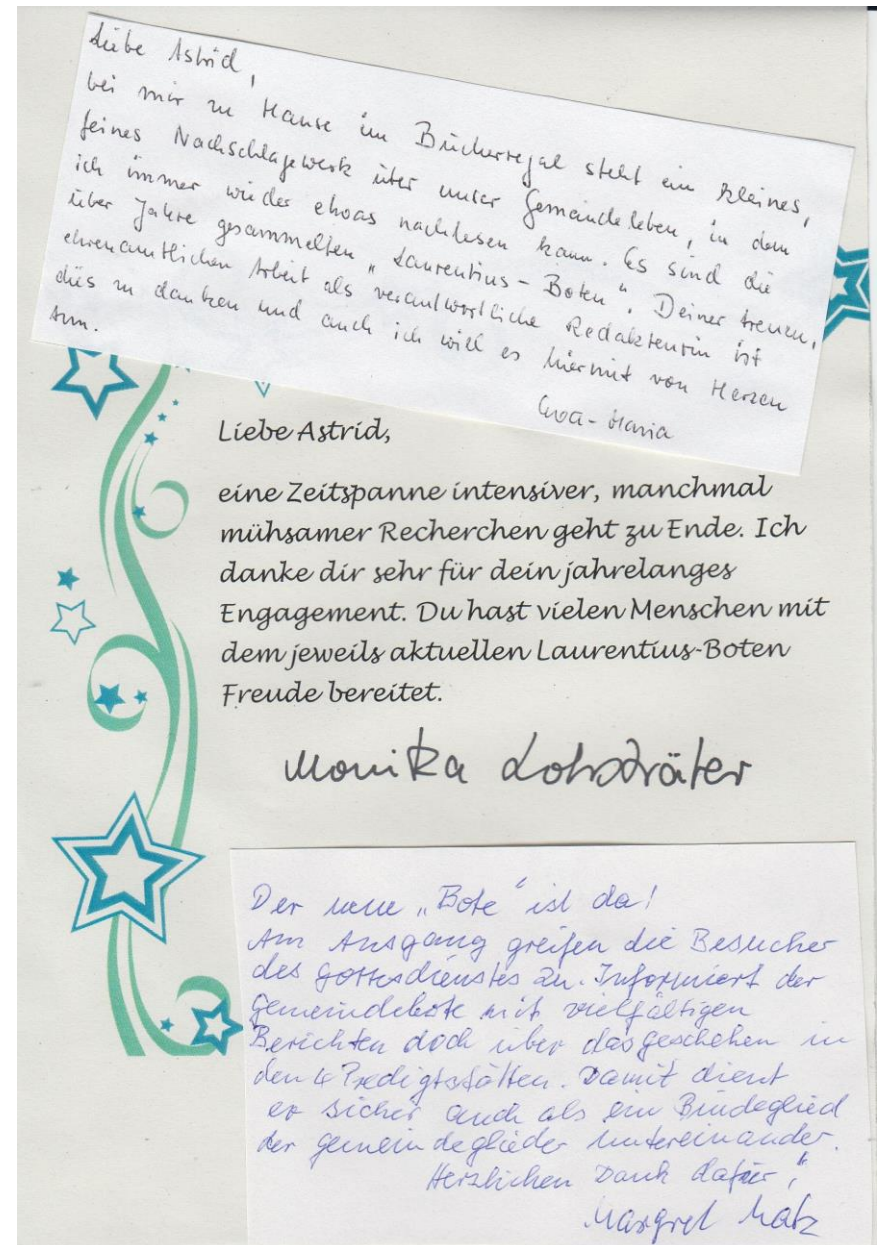 Liebe Astrid,
bei mir zu Hause im Bücherregal steht ein kleines,
feines Nachschlagewerk über unser Gemeindeleben, in dem
ich immer wieder etwas nachlesen kann. Es sind die
über Jahre gesammelten „Laurentius-Boten“. Deiner treuen,
ehrenamtlichen Arbeit als verantwortliche Redakteurin ist
dies zu danken und auch ich will es hiermit von Herzen
tun.
Eva-Maria
Liebe Astrid,
eine Zeitspanne intensiver, manchmal
mühsamer Recherchen geht zu Ende. Ich
danke dir sehr für dein jahrelanges
Engagement. Du hast vielen Menschen mit
dem jeweils aktuellen Laurentius-Boten
Freude bereitet.
Monika Lohsträter
Der neue „Bote“ ist da!
Am Ausgang greifen die Besucher
des Gottesdienstes zu. Informiert der
Gemeindebote mit vielfältigen
Berichten doch über das Geschehen in
den 4 Predigtstätten. Damit dient
er sicher auch als ein Bindeglied
der Gemeindeglieder untereinander.
Herzlichen Dank dafür,
Margret Matz